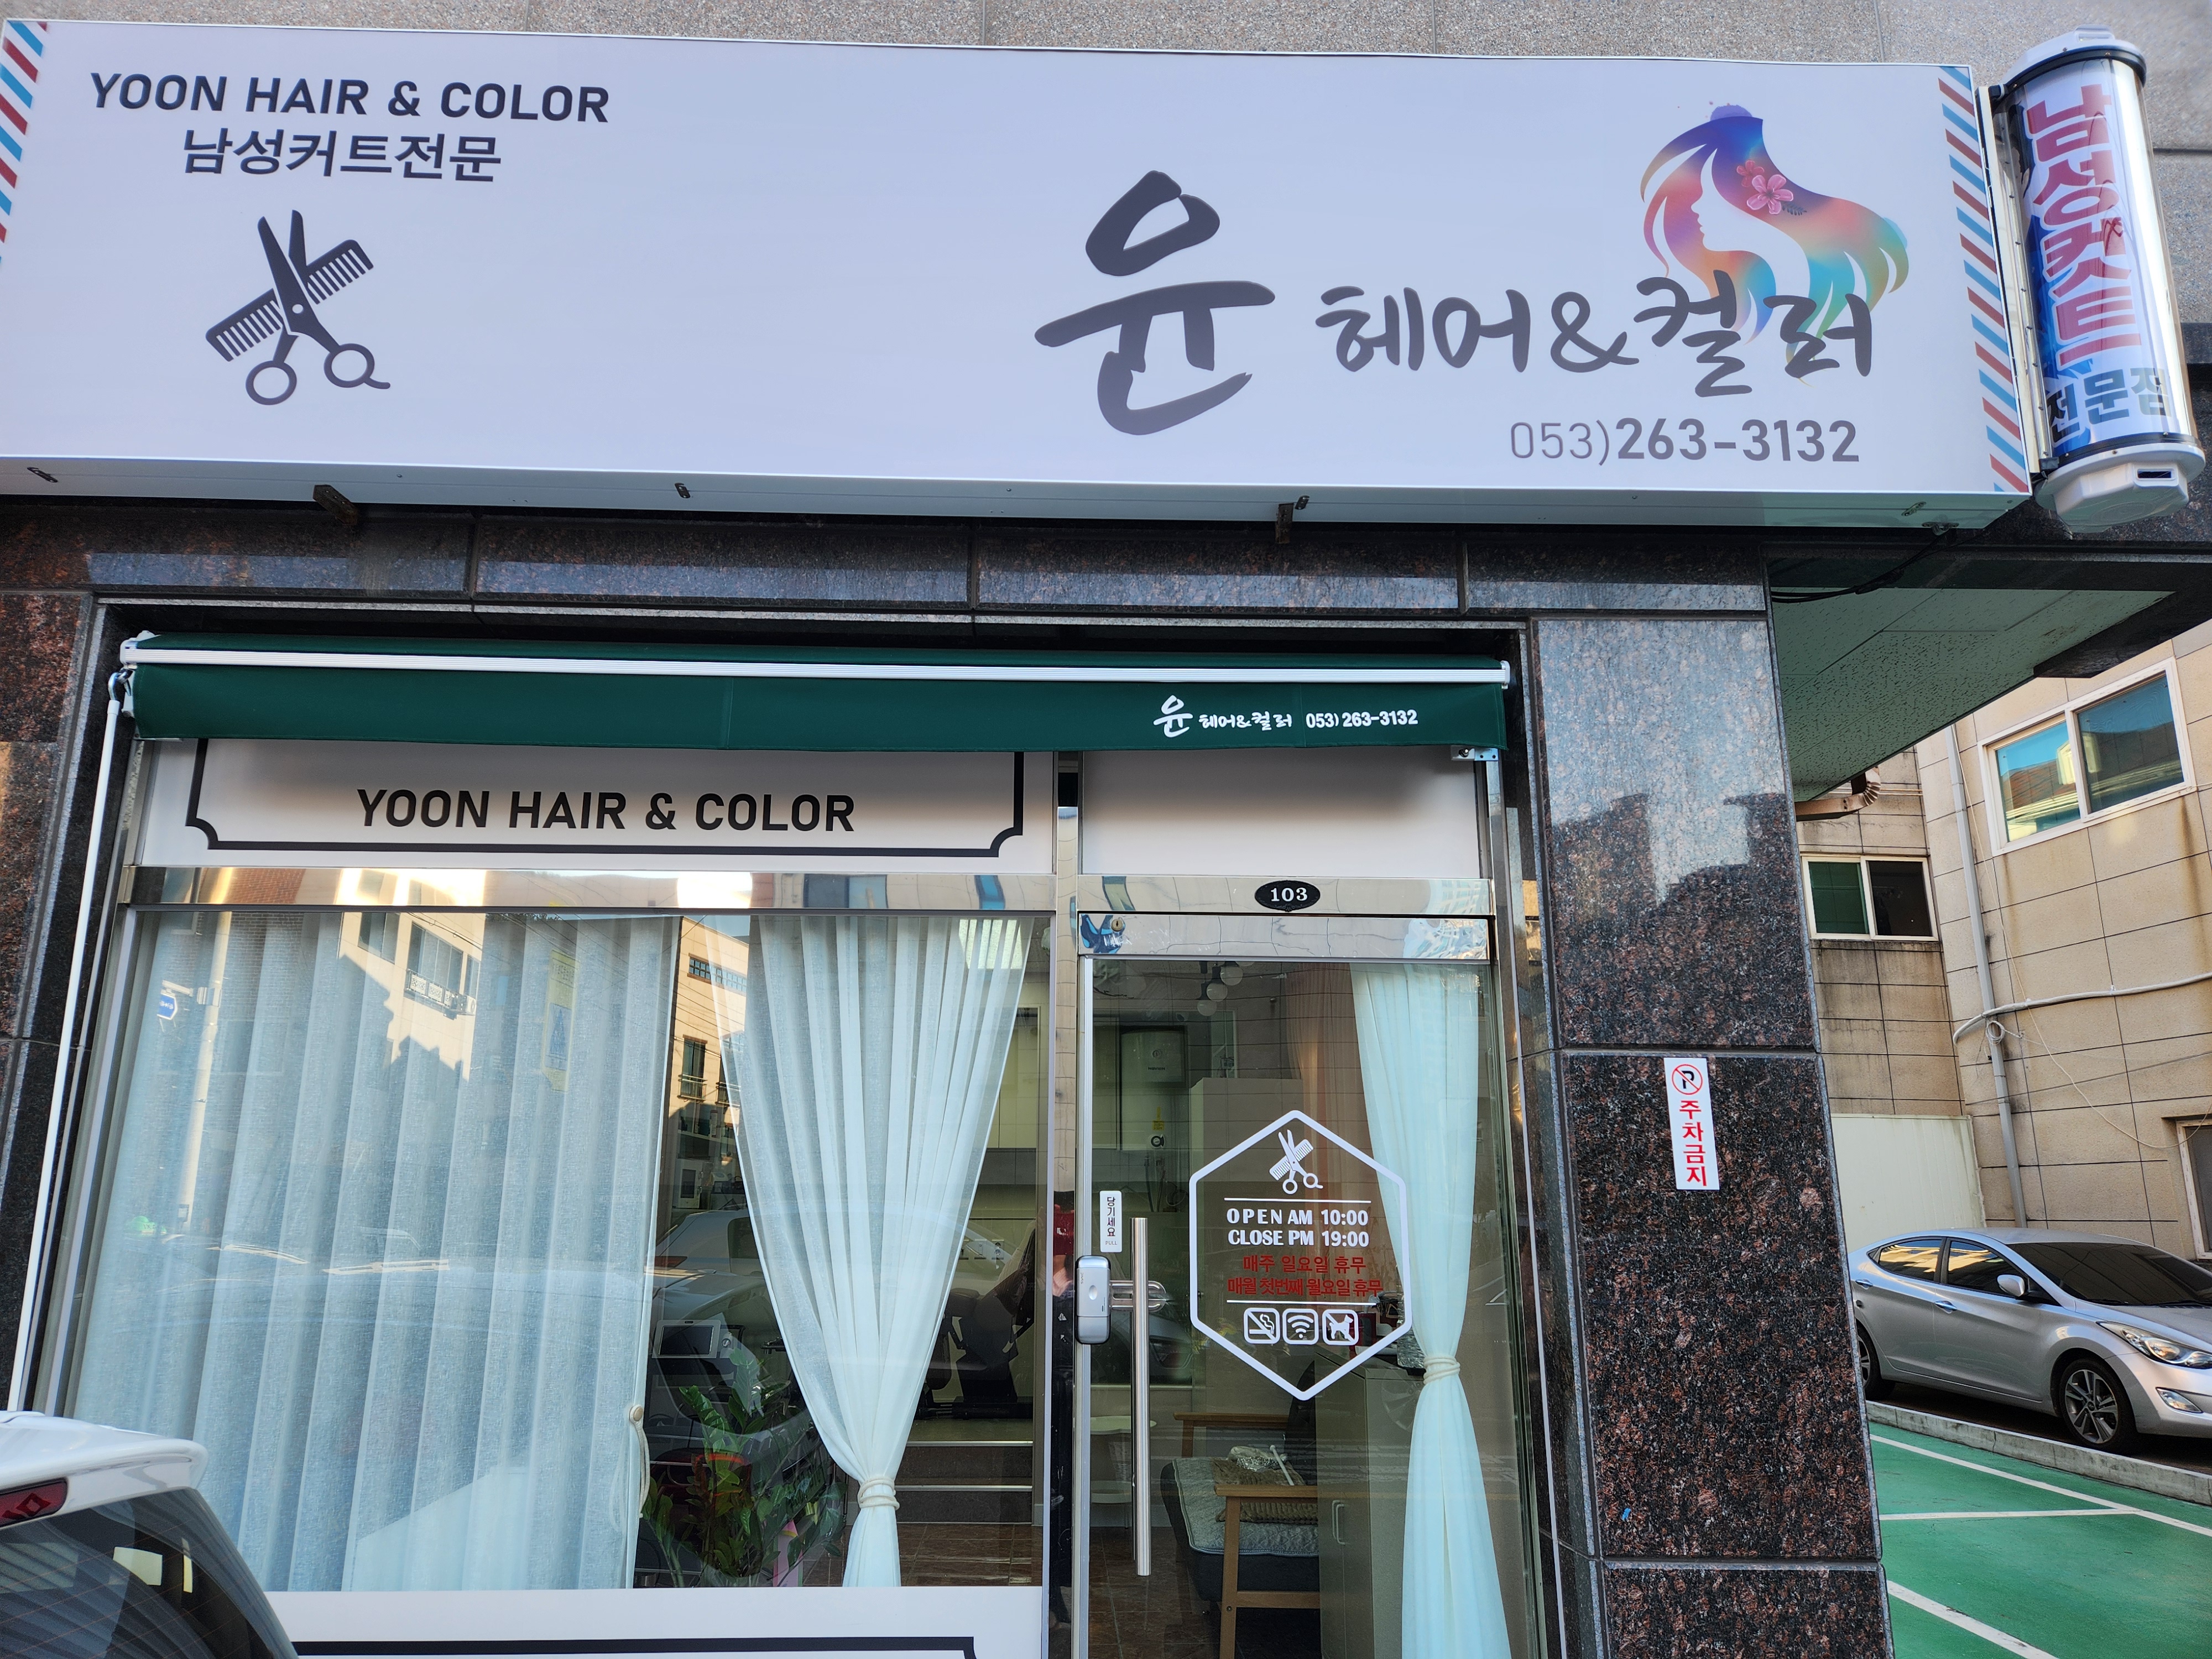 YOON HAIR & COLOR
남성커트전문
윤 헤어&컬러
053)263-3132
남성컷트
전문점
윤 헤어&컬러 053)263-3132
YOON HAIR & COLOR
103
당기세요
PULL
OPEN AM 10:00
CLOSE PM 19:00
매주 일요일 휴무
매월 첫번째 월요일 휴무
P
주차금지